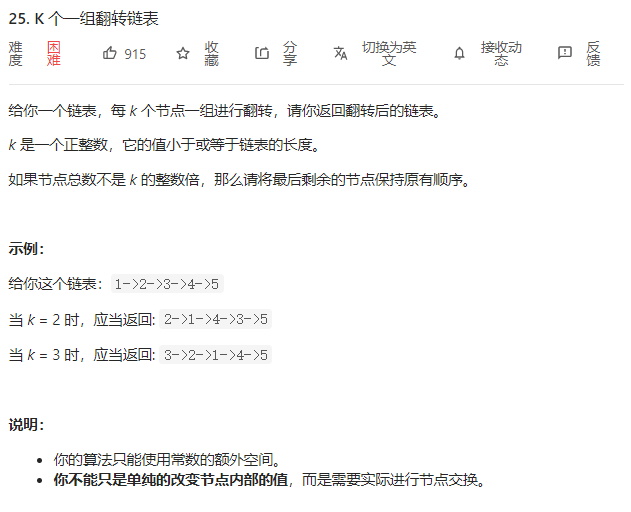 25. K 个一组翻转链表
难度 困难 915 收藏 分享 切换为英文 接收动态 反馈
给你一个链表，每 k 个节点一组进行翻转，请你返回翻转后的链表。
k 是一个正整数，它的值小于或等于链表的长度。
如果节点总数不是 k 的整数倍，那么请将最后剩余的节点保持原有顺序。
示例：
给你这个链表：1->2->3->4->5
当 k = 2 时，应当返回: 2->1->4->3->5
当 k = 3 时，应当返回: 3->2->1->4->5
说明：
你的算法只能使用常数的额外空间。
你不能只是单纯的改变节点内部的值，而是需要实际进行节点交换。